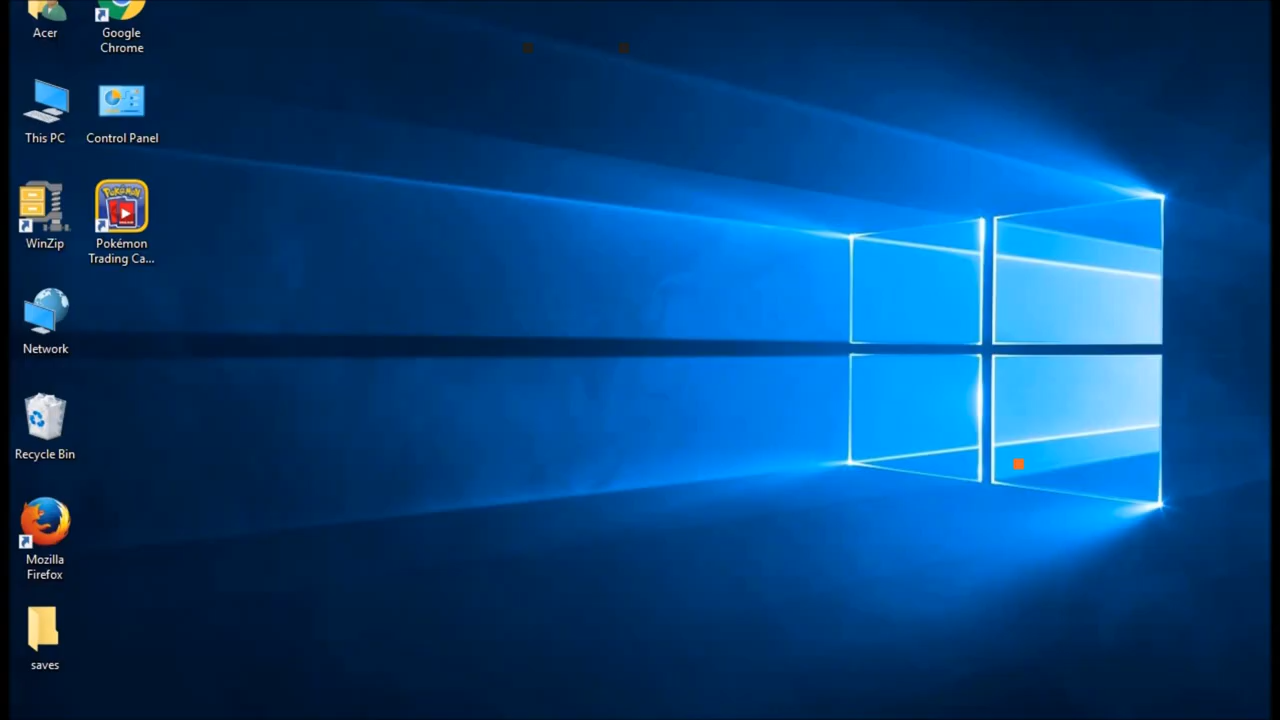 Acer
Google
Chrome
This PC
Control Panel
WinZip
Pokémon
Trading Ca...
Network
Recycle Bin
Mozilla
Firefox
saves